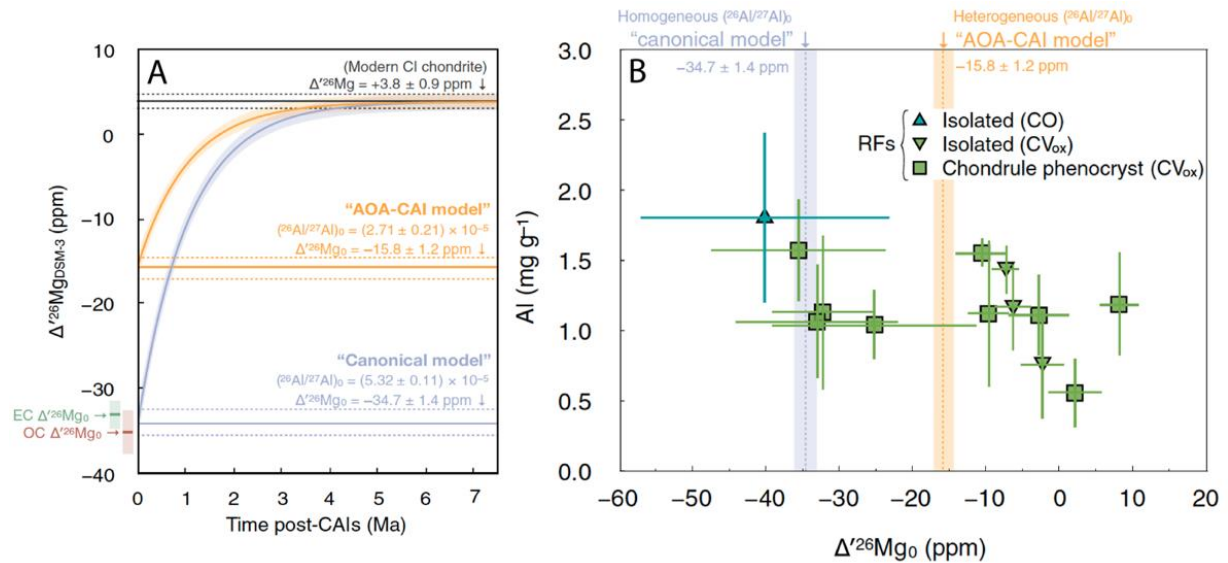 A
10
0
−10
−20
−30
−40
Δ′²⁶Mg_DSM-3 (ppm)
(Modern CI chondrite)
Δ′²⁶Mg = +3.8 ± 0.9 ppm ↓
"AOA-CAI model"
(²⁶Al/²⁷Al)₀ = (2.71 ± 0.21) × 10⁻⁵
Δ′²⁶Mg₀ = −15.8 ± 1.2 ppm ↓
"Canonical model"
(²⁶Al/²⁷Al)₀ = (5.32 ± 0.11) × 10⁻⁵
Δ′²⁶Mg₀ = −34.7 ± 1.4 ppm ↓
EC Δ′²⁶Mg₀ →
OC Δ′²⁶Mg₀ →
0 1 2 3 4 5 6 7
Time post-CAIs (Ma)
Homogeneous (²⁶Al/²⁷Al)₀
"canonical model" ↓
−34.7 ± 1.4 ppm
Heterogeneous (²⁶Al/²⁷Al)₀
↓ "AOA-CAI model"
−15.8 ± 1.2 ppm
B
RFs
Isolated (CO)
Isolated (CVₒₓ)
Chondrule phenocryst (CVₒₓ)
3.0
2.5
2.0
1.5
1.0
0.5
0.0
Al (mg g⁻¹)
−60 −50 −40 −30 −20 −10 0 10 20
Δ′²⁶Mg₀ (ppm)